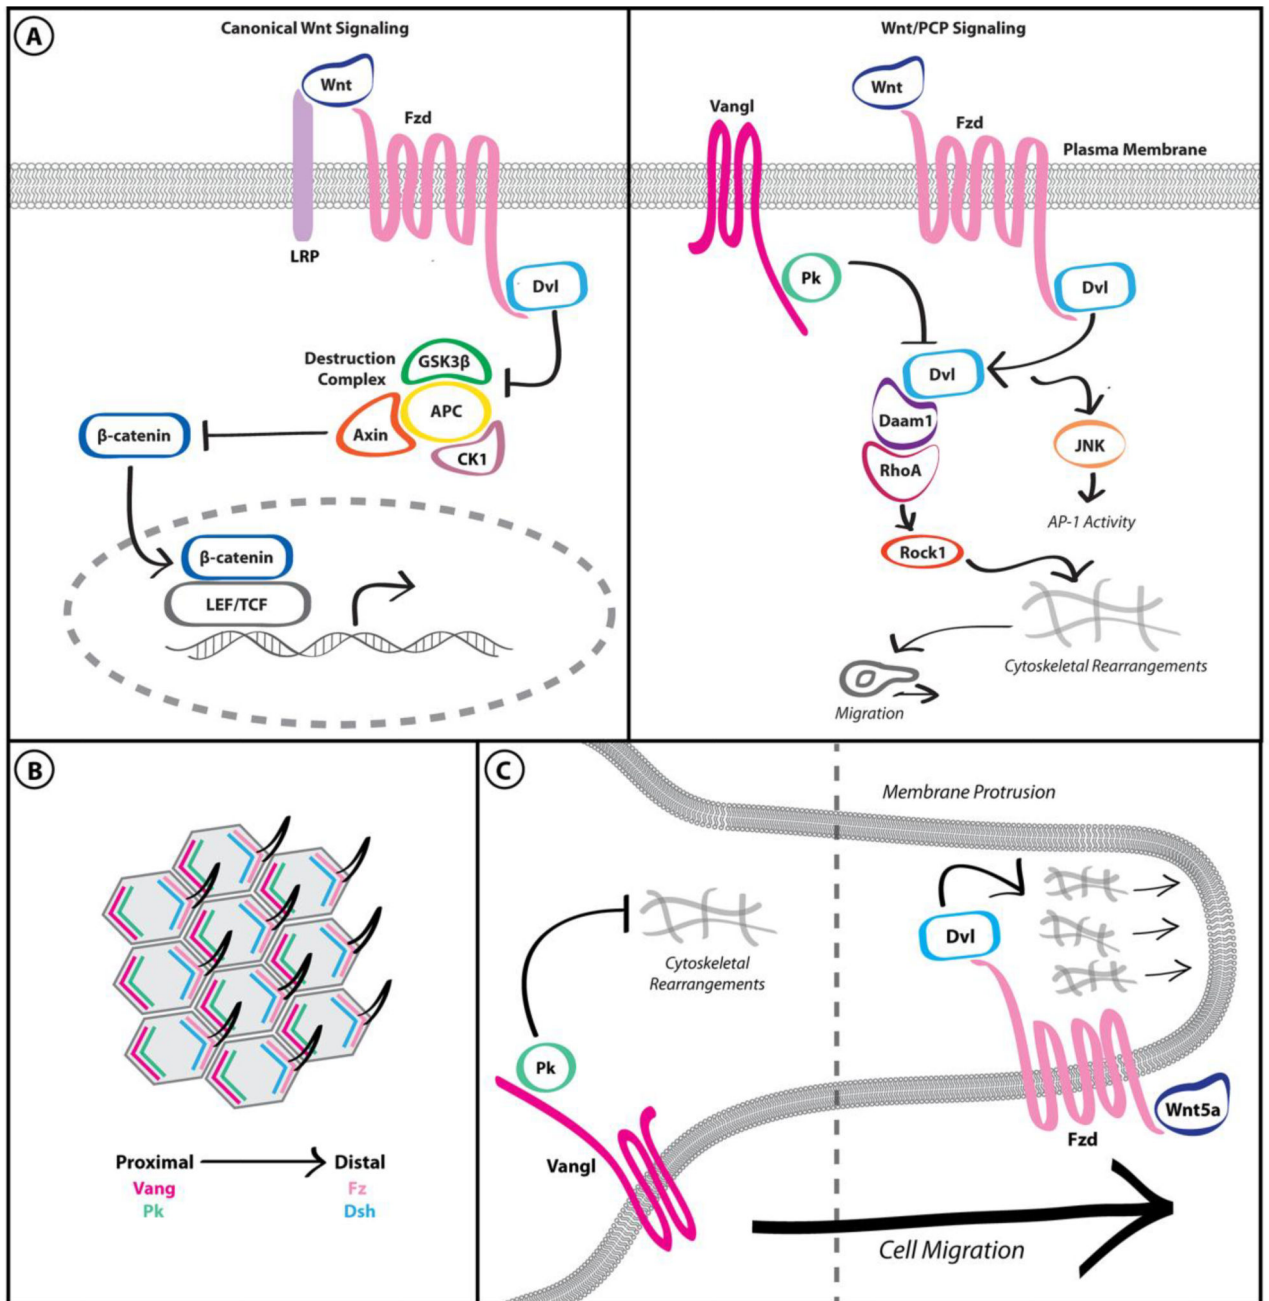 A
Canonical Wnt Signaling
Wnt
Fzd
LRP
Dvl
Destruction
Complex
GSK3β
APC
Axin
CK1
β-catenin
β-catenin
LEF/TCF
Wnt/PCP Signaling
Wnt
Vangl
Fzd
Plasma Membrane
Pk
Dvl
Dvl
Daam1
RhoA
JNK
AP-1 Activity
Rock1
Cytoskeletal Rearrangements
Migration
B
Proximal
Distal
Vang
Fz
Pk
Dsh
C
Membrane Protrusion
Dvl
Cytoskeletal
Rearrangements
Pk
Wnt5a
Fzd
Vangl
Cell Migration